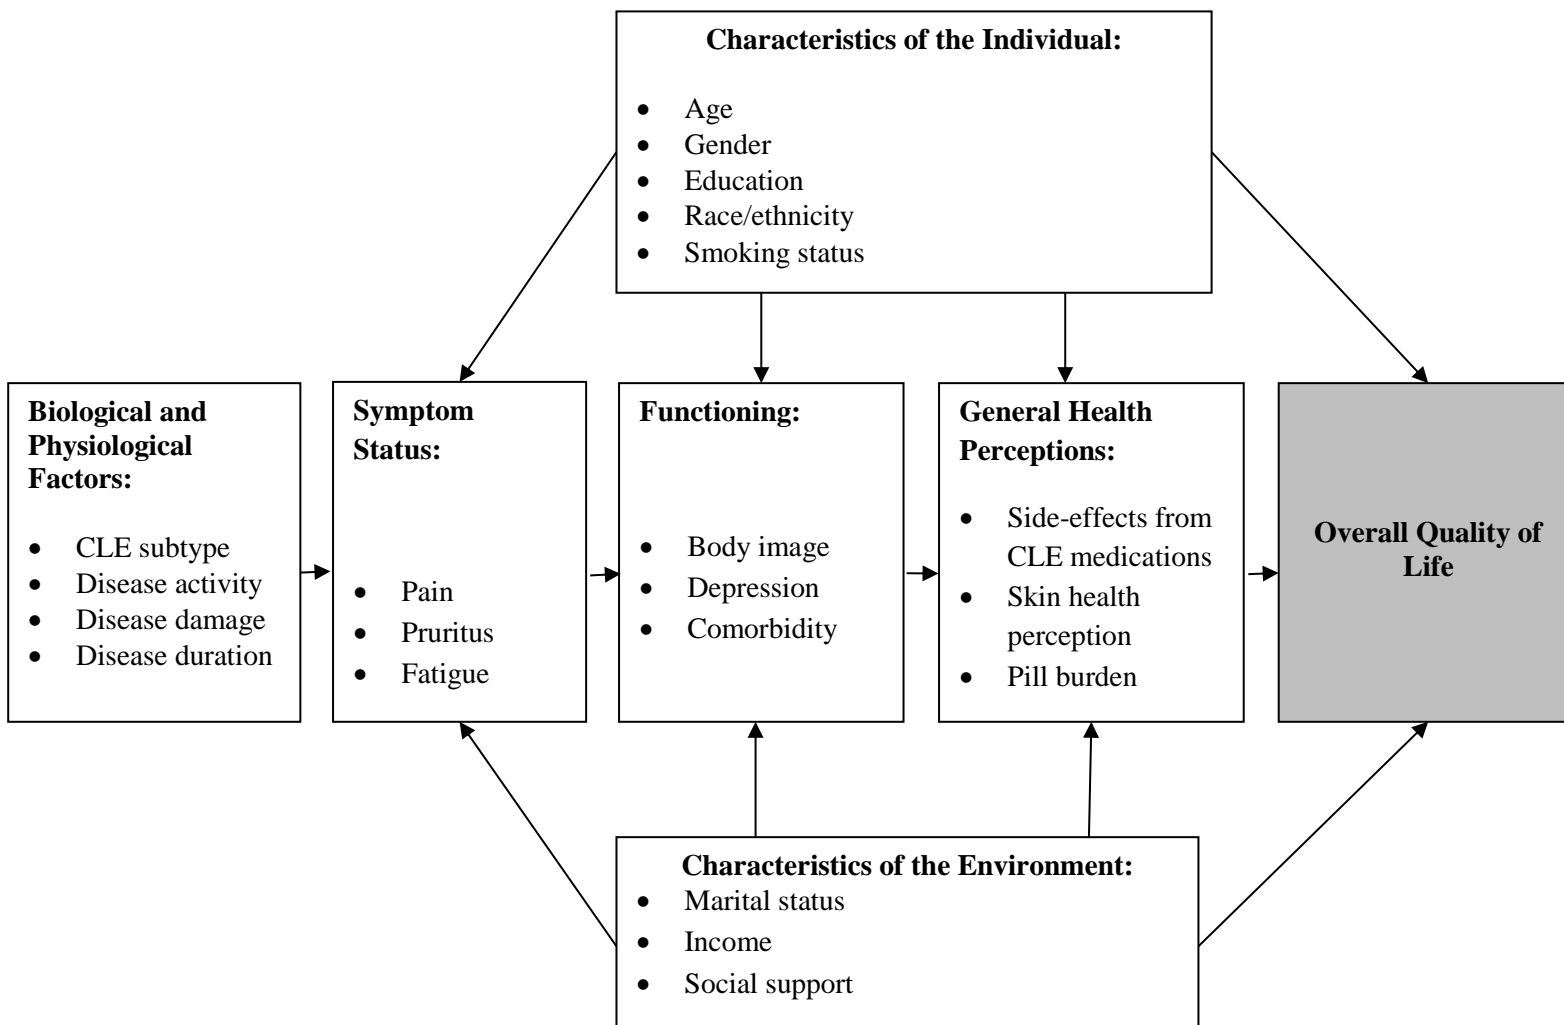 Characteristics of the Individual:
• Age
• Gender
• Education
• Race/ethnicity
• Smoking status
Biological and
Physiological
Factors:
• CLE subtype
• Disease activity
• Disease damage
• Disease duration
Symptom
Status:
• Pain
• Pruritus
• Fatigue
Functioning:
• Body image
• Depression
• Comorbidity
General Health
Perceptions:
• Side-effects from
CLE medications
• Skin health
perception
• Pill burden
Overall Quality of
Life
Characteristics of the Environment:
• Marital status
• Income
• Social support